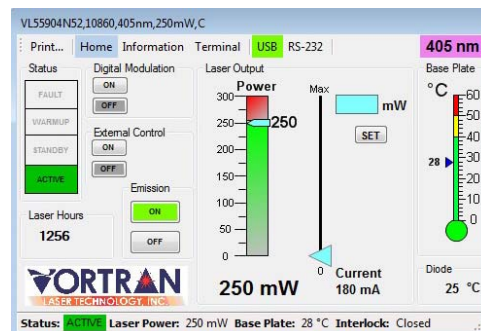 VL55904N52,10860,405nm,250mW,C
Print... Home Information Terminal USB RS-232 405 nm
Status
FAULT
WARMUP
STANDBY
ACTIVE
Laser Hours
1256
Digital Modulation
ON
OFF
External Control
ON
OFF
Emission
ON
OFF
Laser Output
Power
300
250
200
150
100
50
0
250
Max
0
mW
SET
250 mW
Current
180 mA
Base Plate
°C
60
50
40
30
20
10
0
28
Diode
25 °C
VORTRAN
LASER TECHNOLOGY, INC.
Status: ACTIVE Laser Power: 250 mW Base Plate: 28 °C Interlock: Closed